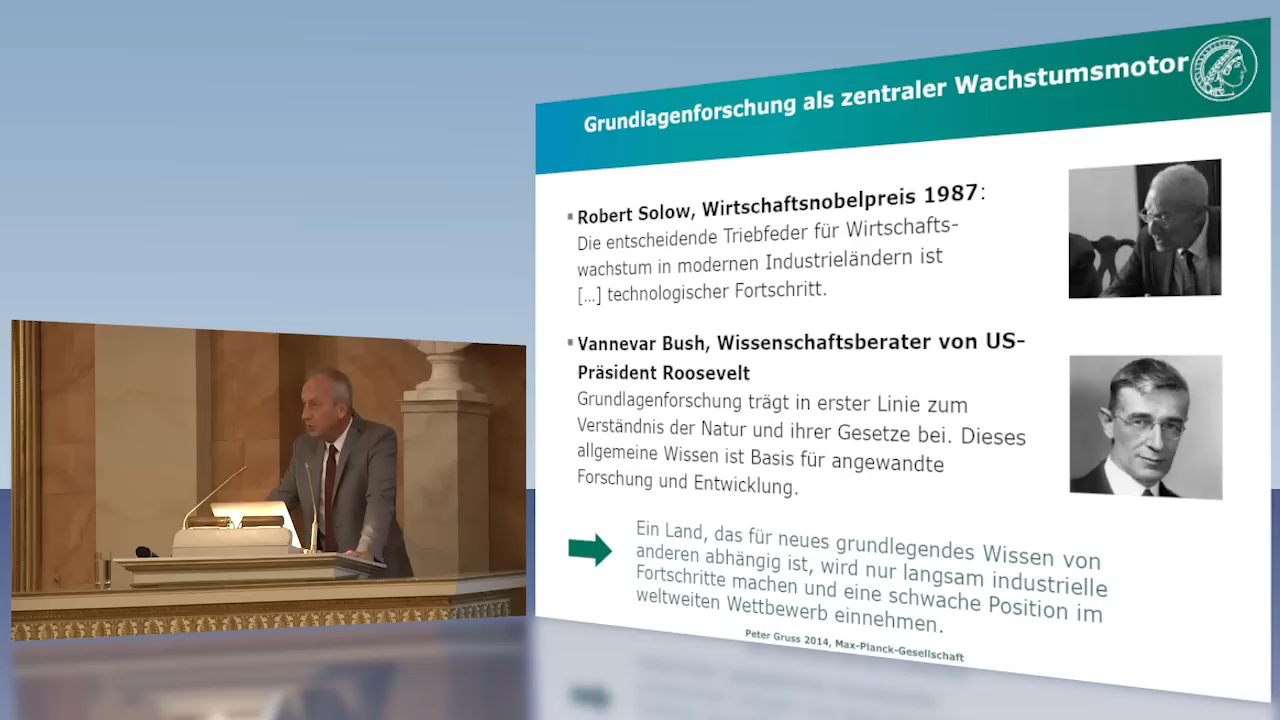 Grundlagenforschung als zentraler Wachstumsmotor
Robert Solow, Wirtschaftsnobelpreis 1987:
Die entscheidende Triebfeder für Wirtschafts-
wachstum in modernen Industrieländern ist
[...] technologischer Fortschritt.
Vannevar Bush, Wissenschaftsberater von US-
Präsident Roosevelt
Grundlagenforschung trägt in erster Linie zum
Verständnis der Natur und ihrer Gesetze bei. Dieses
allgemeine Wissen ist Basis für angewandte
Forschung und Entwicklung.
Ein Land, das für neues grundlegendes Wissen von
anderen abhängig ist, wird nur langsam industrielle
Fortschritte machen und eine schwache Position im
weltweiten Wettbewerb einnehmen.
Peter Gruss 2014, Max-Planck-Gesellschaft